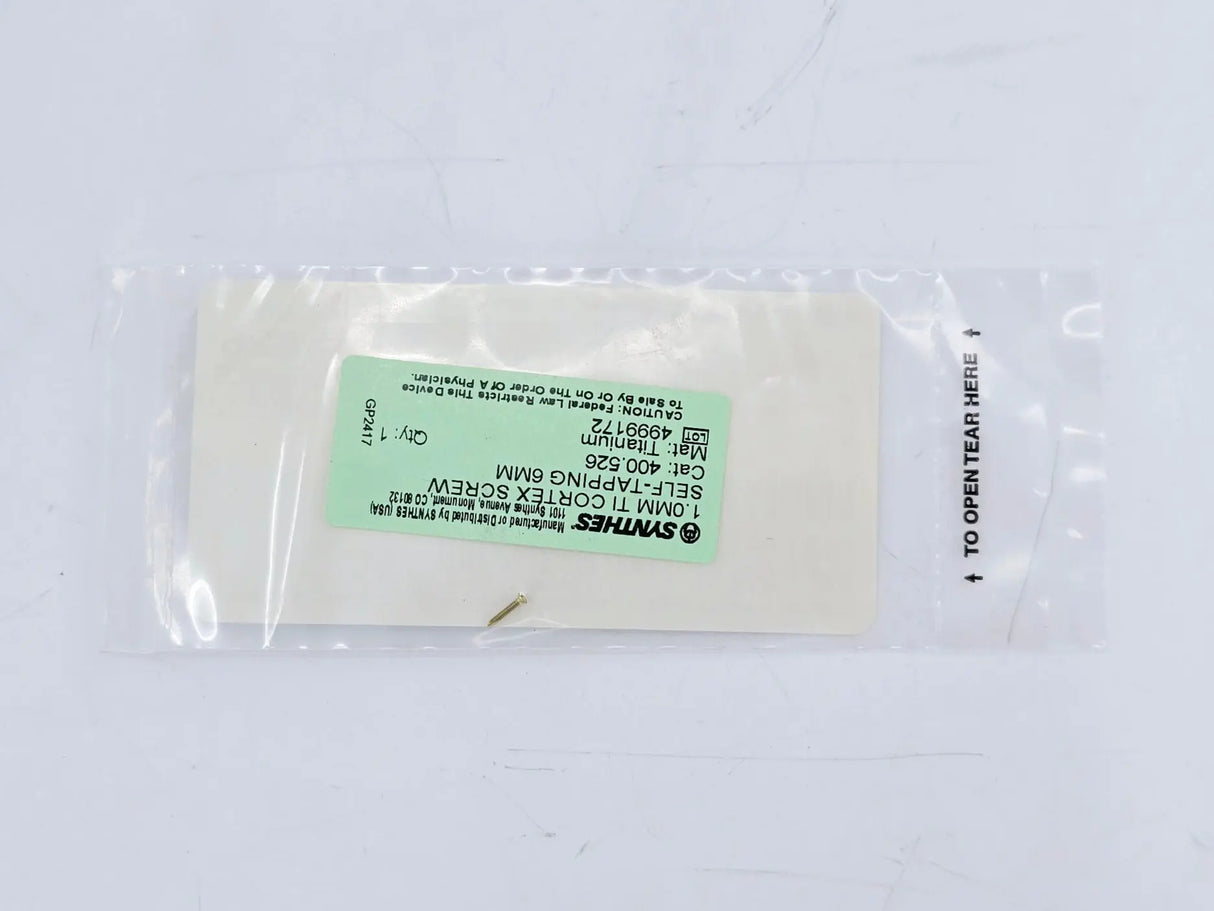 SYNTHES®
Manufactured or Distributed by SYNTHES (USA)
1101 Synthes Avenue, Monument, CO 80132
1.0MM TI CORTEX SCREW
SELF-TAPPING 6MM
Cat: 400.526
Mat: Titanium
LOT 4999172
Qty: 1
CAUTION: Federal Law Restricts This Device
To Sale By Or On The Order Of A Physician.
GP2417
TO OPEN TEAR HERE